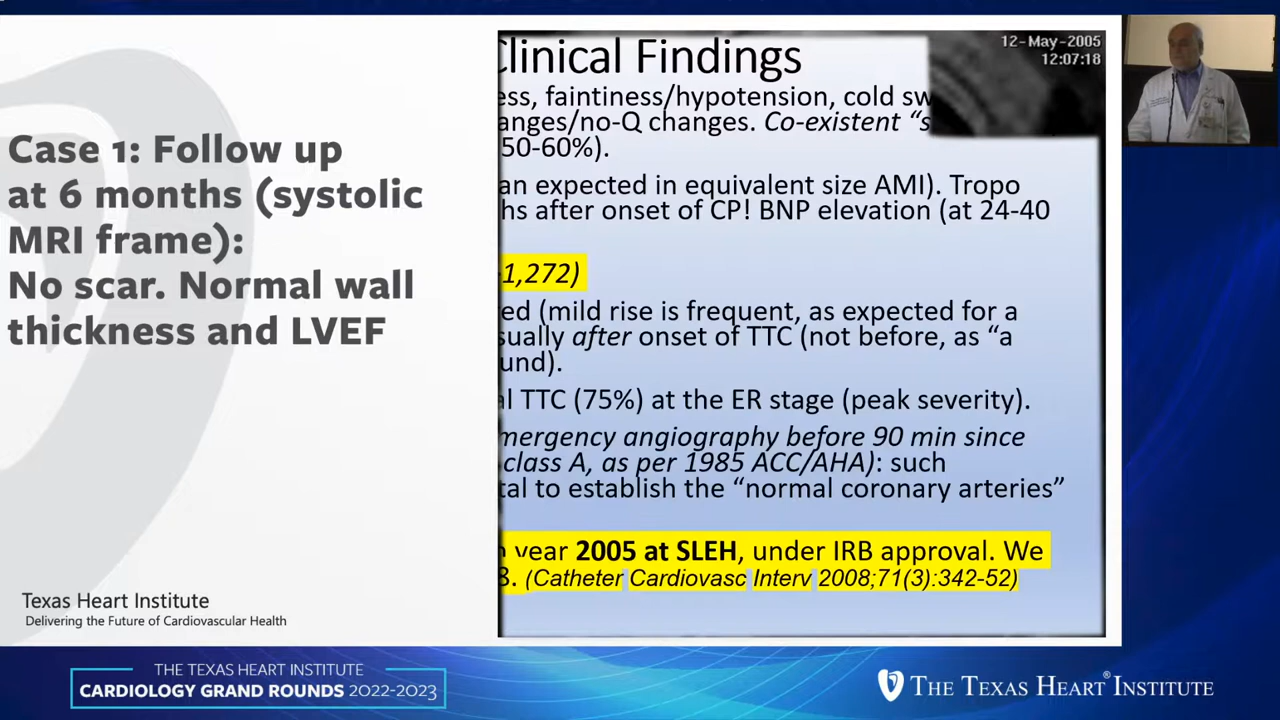 Case 1: Follow up
at 6 months (systolic
MRI frame):
No scar. Normal wall
thickness and LVEF
Texas Heart Institute
Delivering the Future of Cardiovascular Health
Clinical Findings
12-May-2005
12:07:18
ess, faintiness/hypotension, cold sw
anges/no-Q changes. Co-existent “s
50-60%).
an expected in equivalent size AMI). Tropo
hs after onset of CP! BNP elevation (at 24-40
1,272)
ed (mild rise is frequent, as expected for a
sually after onset of TTC (not before, as “a
und).
al TTC (75%) at the ER stage (peak severity).
mergency angiography before 90 min since
class A, as per 1985 ACC/AHA): such
tal to establish the “normal coronary arteries”
year 2005 at SLEH, under IRB approval. We
8. (Catheter Cardiovasc Interv 2008;71(3):342-52)
THE TEXAS HEART INSTITUTE
CARDIOLOGY GRAND ROUNDS 2022-2023
THE TEXAS HEART® INSTITUTE